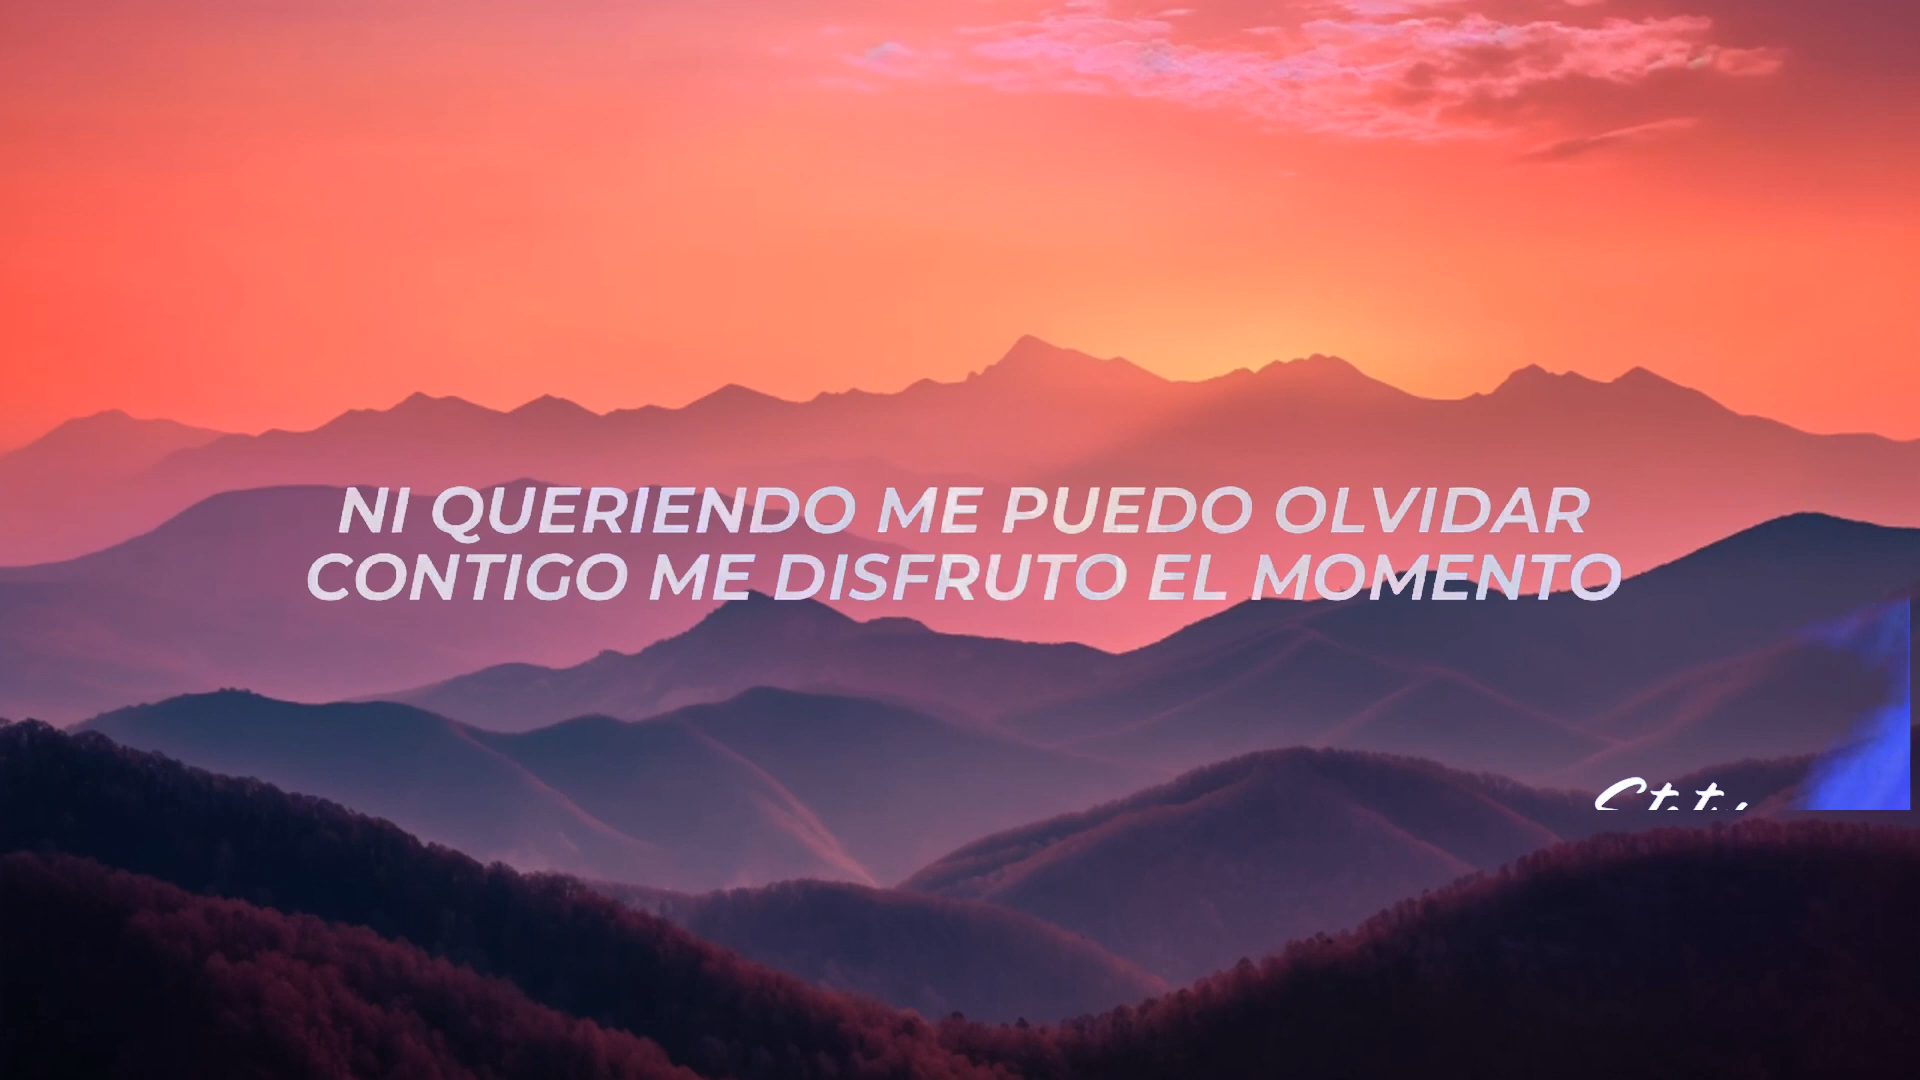 NI QUERIENDO ME PUEDO OLVIDAR
CONTIGO ME DISFRUTO EL MOMENTO